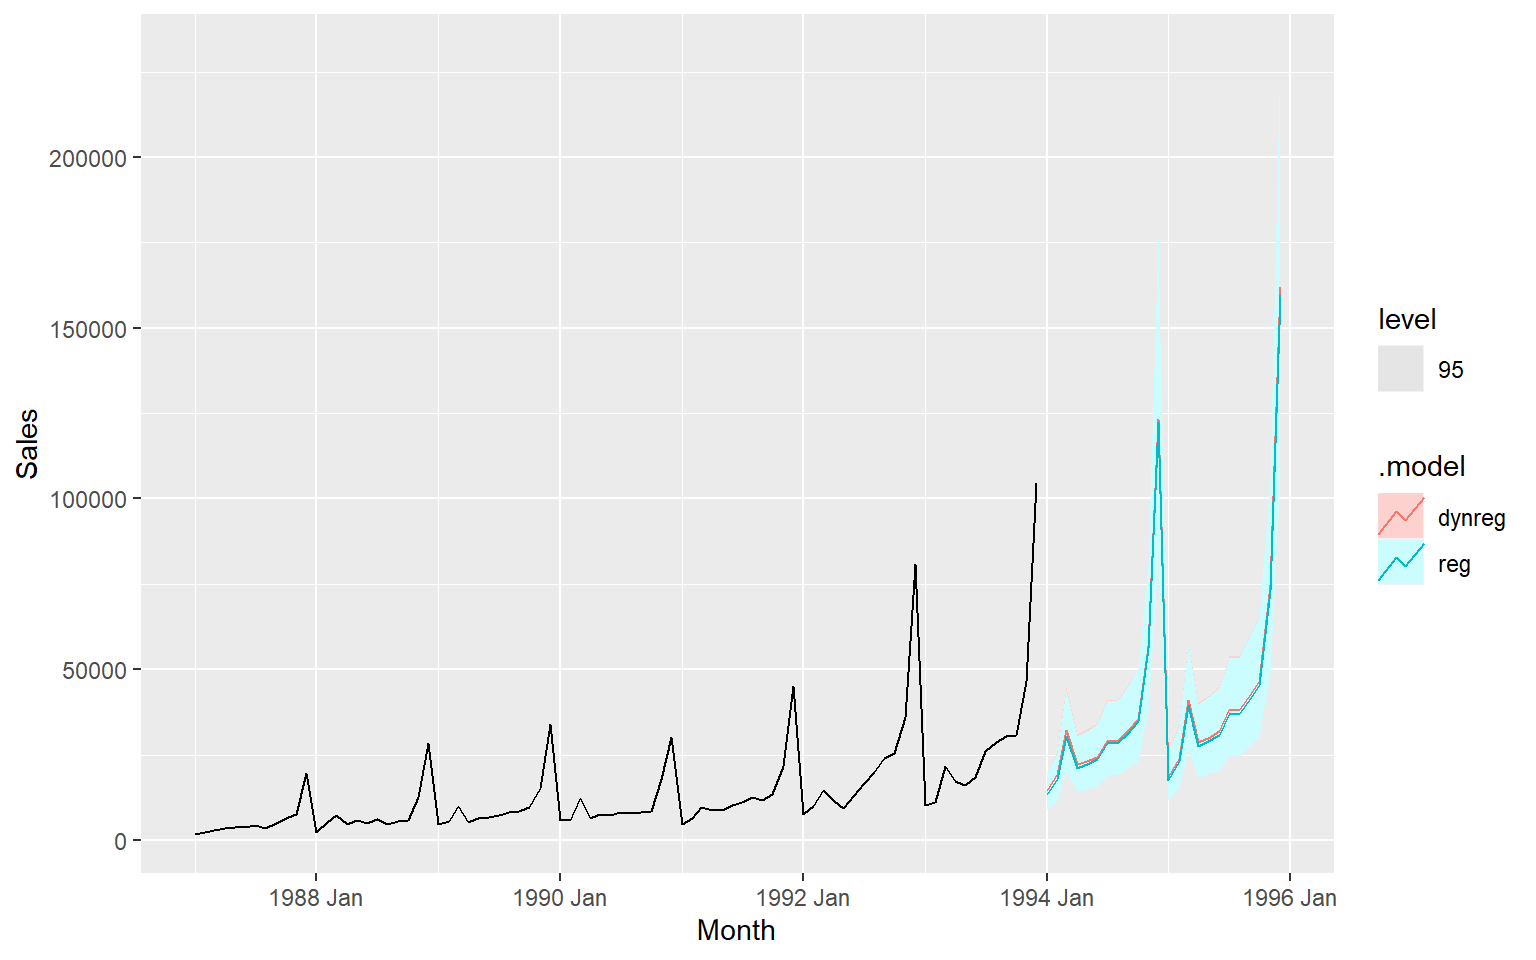 200000
150000
100000
50000
0
Sales
1988 Jan
1990 Jan
1992 Jan
1994 Jan
1996 Jan
Month
level
95
.model
dynreg
reg